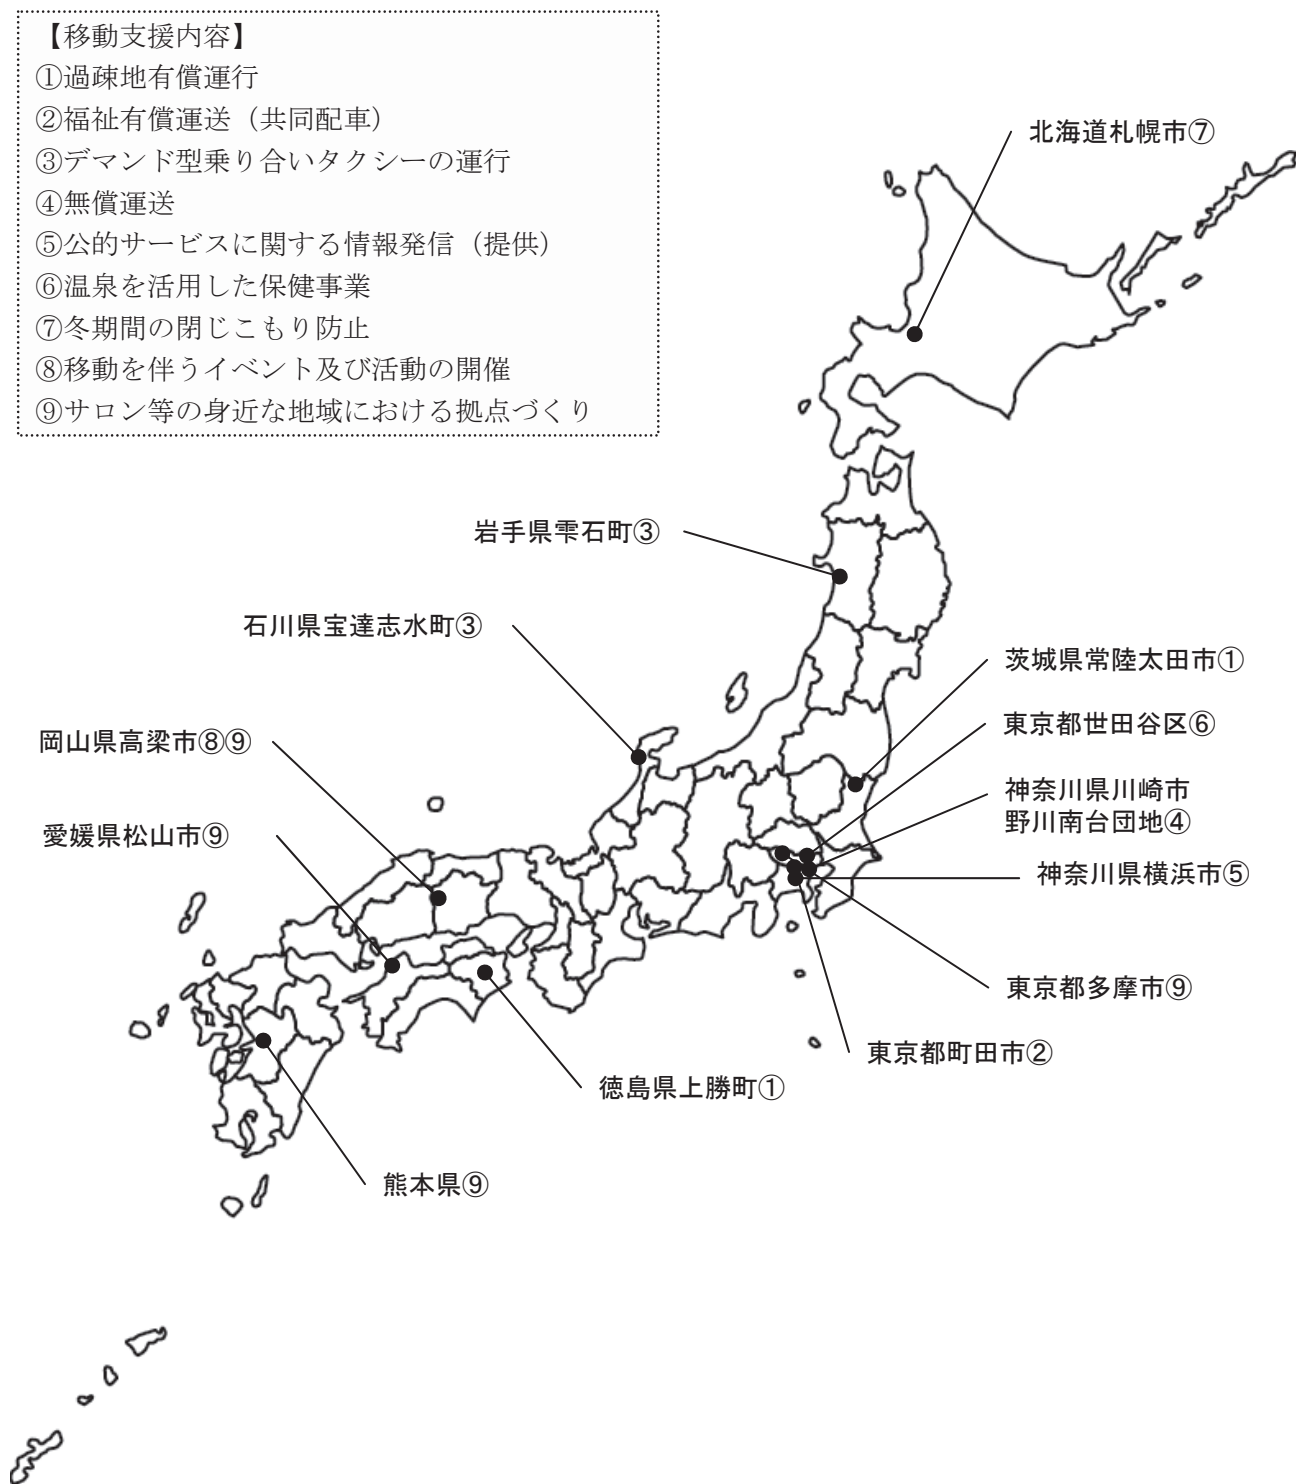 【移動支援内容】
①過疎地有償運行
②福祉有償運送（共同配車）
③デマンド型乗り合いタクシーの運行
④無償運送
⑤公的サービスに関する情報発信（提供）
⑥温泉を活用した保健事業
⑦冬期間の閉じこもり防止
⑧移動を伴うイベント及び活動の開催
⑨サロン等の身近な地域における拠点づくり
北海道札幌市⑦
岩手県雫石町③
石川県宝達志水町③
茨城県常陸太田市①
東京都世田谷区⑥
岡山県高梁市⑧⑨
神奈川県川崎市
野川南台団地④
愛媛県松山市⑨
神奈川県横浜市⑤
東京都多摩市⑨
東京都町田市②
徳島県上勝町①
熊本県⑨